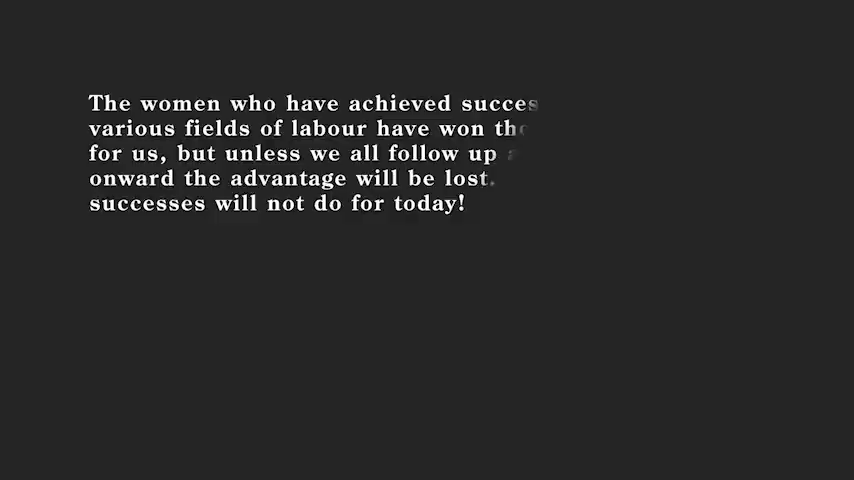 The women who have achieved succes
various fields of labour have won
for us, but unless we all follow up
onward the advantage will be lost.
successes will not do for today!